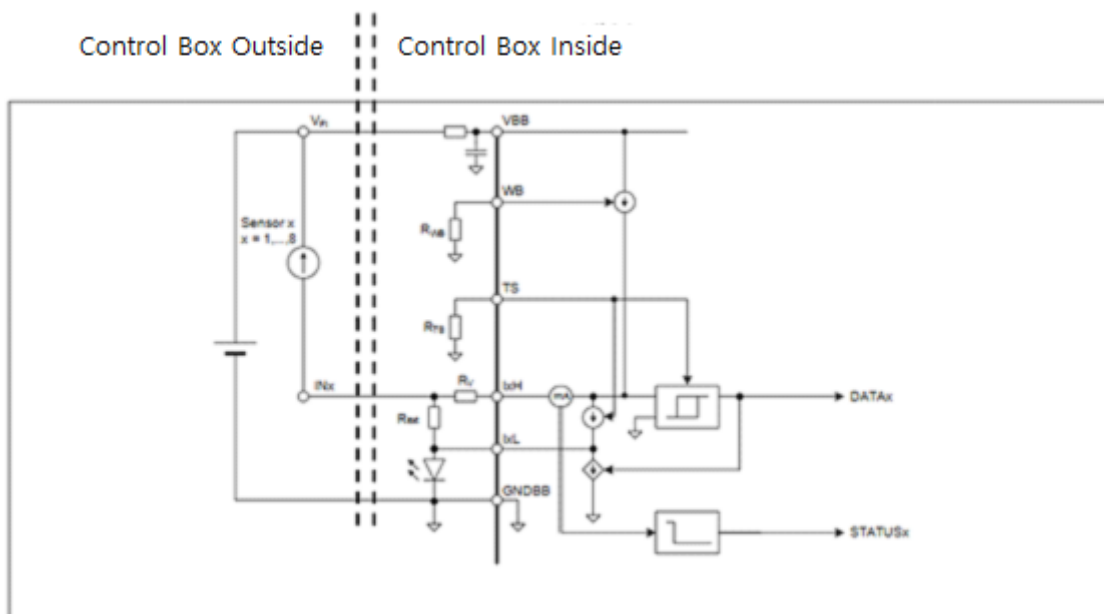 Control Box Outside
Control Box Inside
Vin
VBB
WB
Sensor x
x = 1,...,8
RWB
TS
RTS
INx
RV
IxH
mA
DATAx
IxL
GNDBB
STATUSx